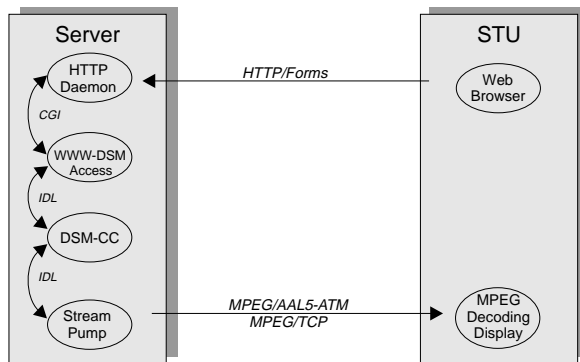 Server
STU
HTTP
Daemon
HTTP/Forms
Web
Browser
CGI
WWW-DSM
Access
IDL
DSM-CC
IDL
Stream
Pump
MPEG/AAL5-ATM
MPEG/TCP
MPEG
Decoding
Display